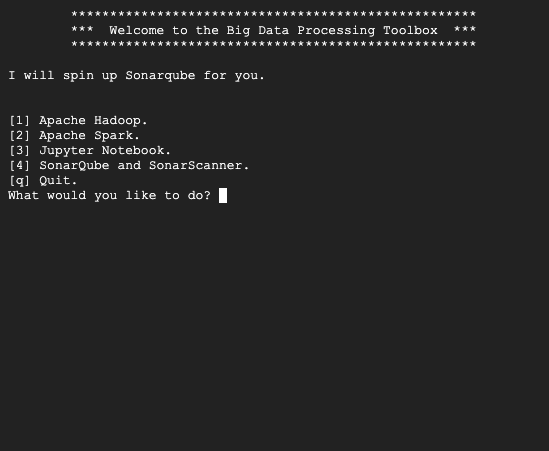 ****************************************************
***  Welcome to the Big Data Processing Toolbox  ***
****************************************************
I will spin up Sonarqube for you.
[1] Apache Hadoop.
[2] Apache Spark.
[3] Jupyter Notebook.
[4] SonarQube and SonarScanner.
[q] Quit.
What would you like to do?